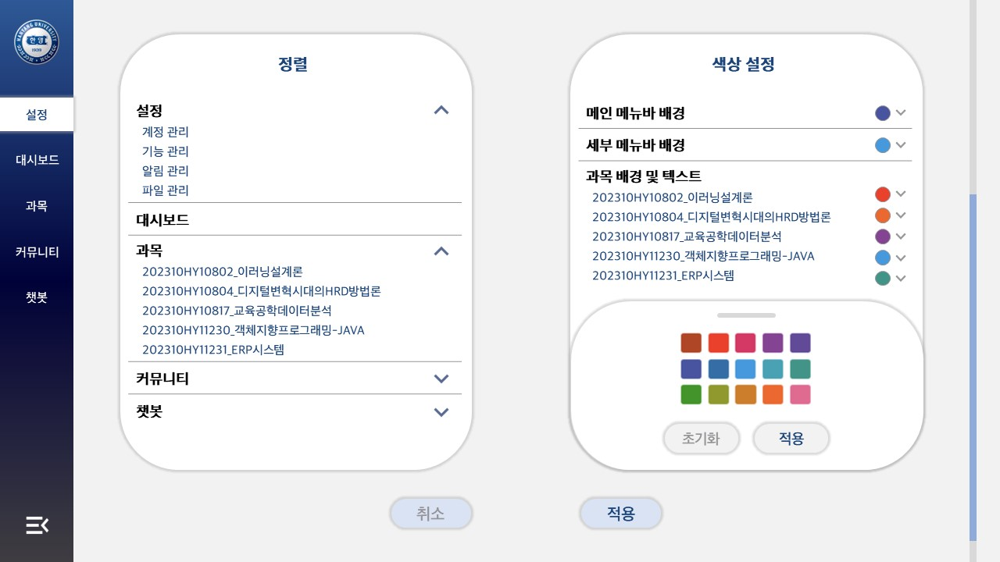 HANYANG UNIVERSITY
한양
1939
설정
대시보드
과목
커뮤니티
챗봇
정렬
설정
계정 관리
기능 관리
알림 관리
파일 관리
대시보드
과목
202310HY10802_이러닝설계론
202310HY10804_디지털변혁시대의HRD방법론
202310HY10817_교육공학데이터분석
202310HY11230_객체지향프로그래밍-JAVA
202310HY11231_ERP시스템
커뮤니티
챗봇
취소
색상 설정
메인 메뉴바 배경
세부 메뉴바 배경
과목 배경 및 텍스트
202310HY10802_이러닝설계론
202310HY10804_디지털변혁시대의HRD방법론
202310HY10817_교육공학데이터분석
202310HY11230_객체지향프로그래밍-JAVA
202310HY11231_ERP시스템
초기화
적용
적용